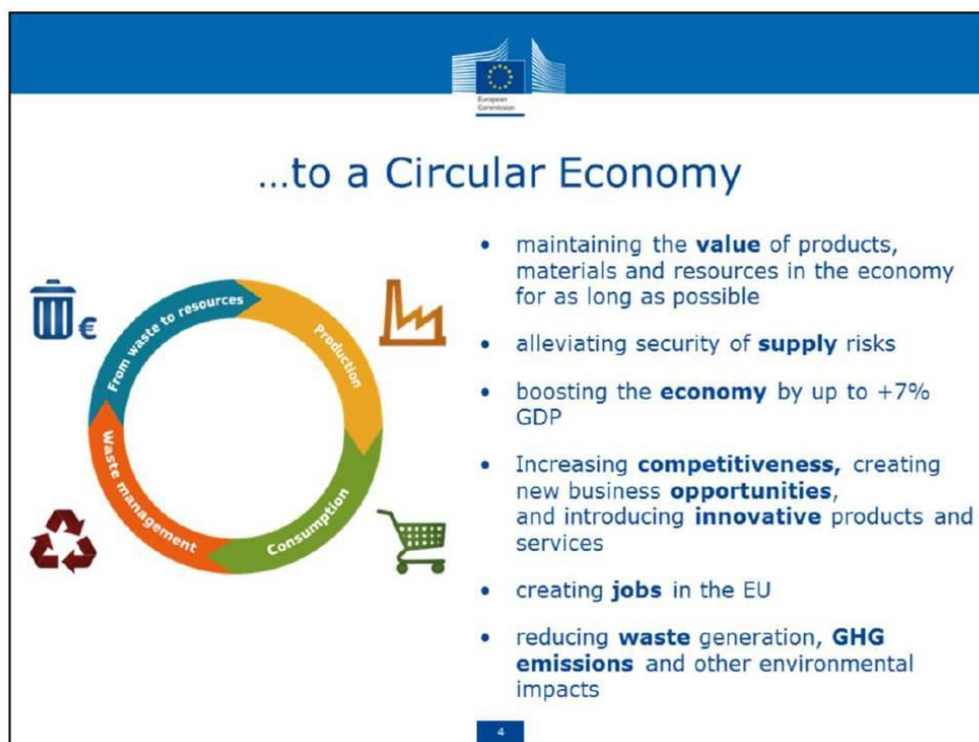 European
Commission
...to a Circular Economy
From waste to resources
€
Production
Waste management
Consumption
• maintaining the value of products,
materials and resources in the economy
for as long as possible
• alleviating security of supply risks
• boosting the economy by up to +7%
GDP
• Increasing competitiveness, creating
new business opportunities,
and introducing innovative products and
services
• creating jobs in the EU
• reducing waste generation, GHG
emissions and other environmental
impacts
4